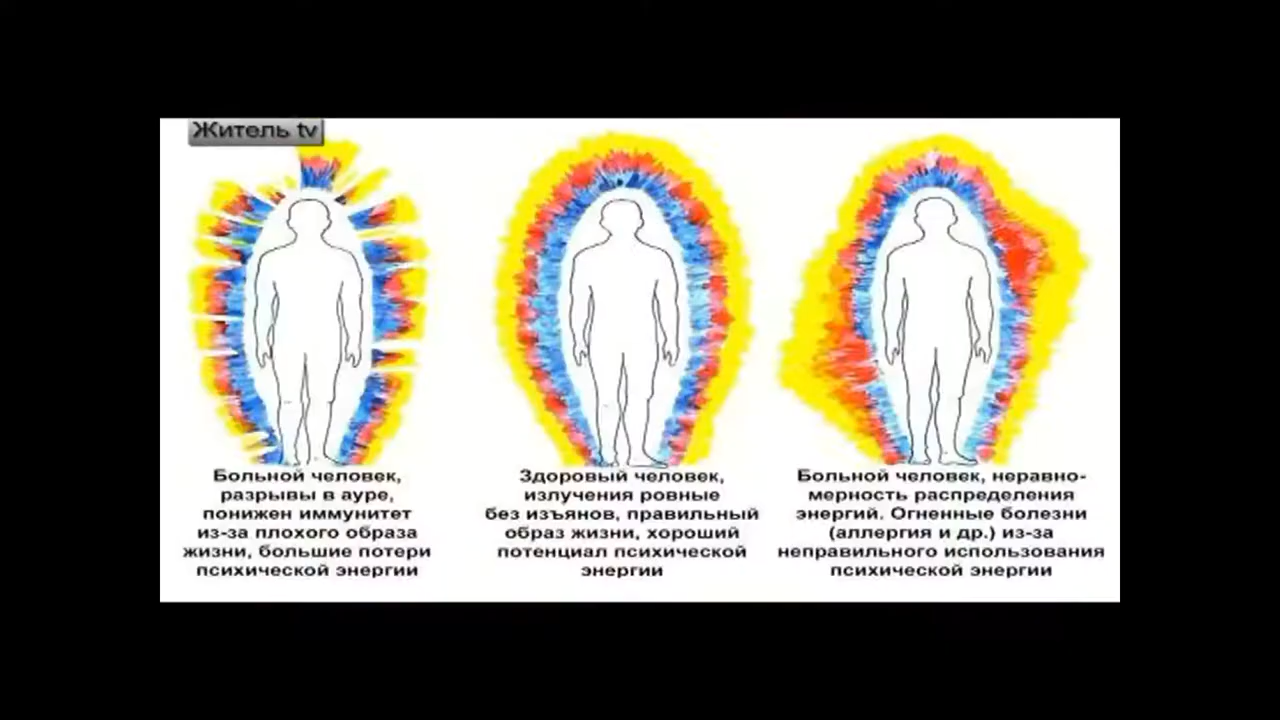 Житель tv
Больной человек,
разрывы в ауре,
понижен иммунитет
из-за плохого образа
жизни, большие потери
психической энергии
Здоровый человек,
излучения ровные
без изъянов, правильный
образ жизни, хороший
потенциал психической
энергии
Больной человек, неравно-
мерность распределения
энергий. Огненные болезни
(аллергия и др.) из-за
неправильного использования
психической энергии